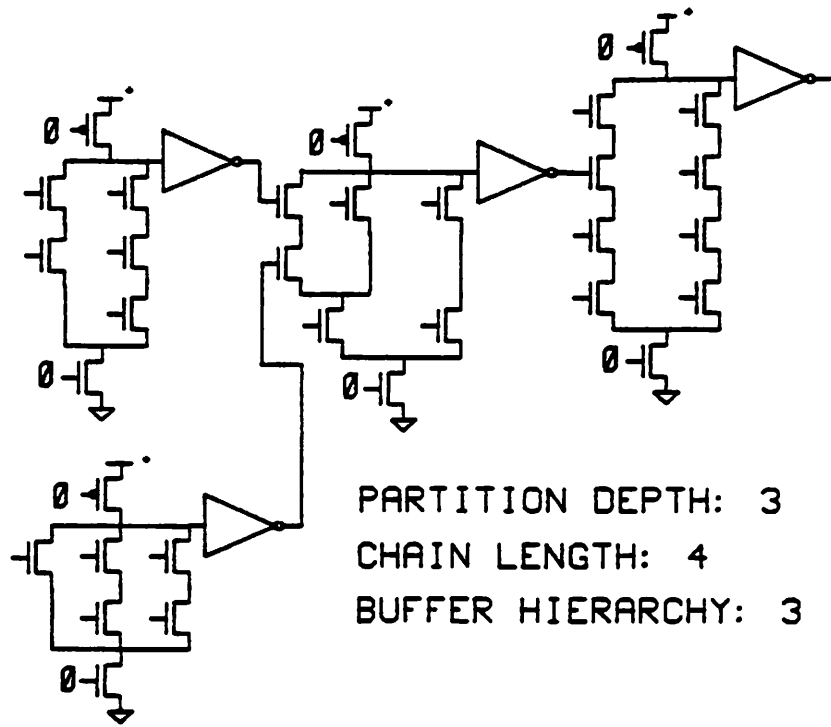 Ø
Ø
Ø
Ø
Ø
Ø
Ø
PARTITION DEPTH: 3
CHAIN LENGTH: 4
BUFFER HIERARCHY: 3
Ø